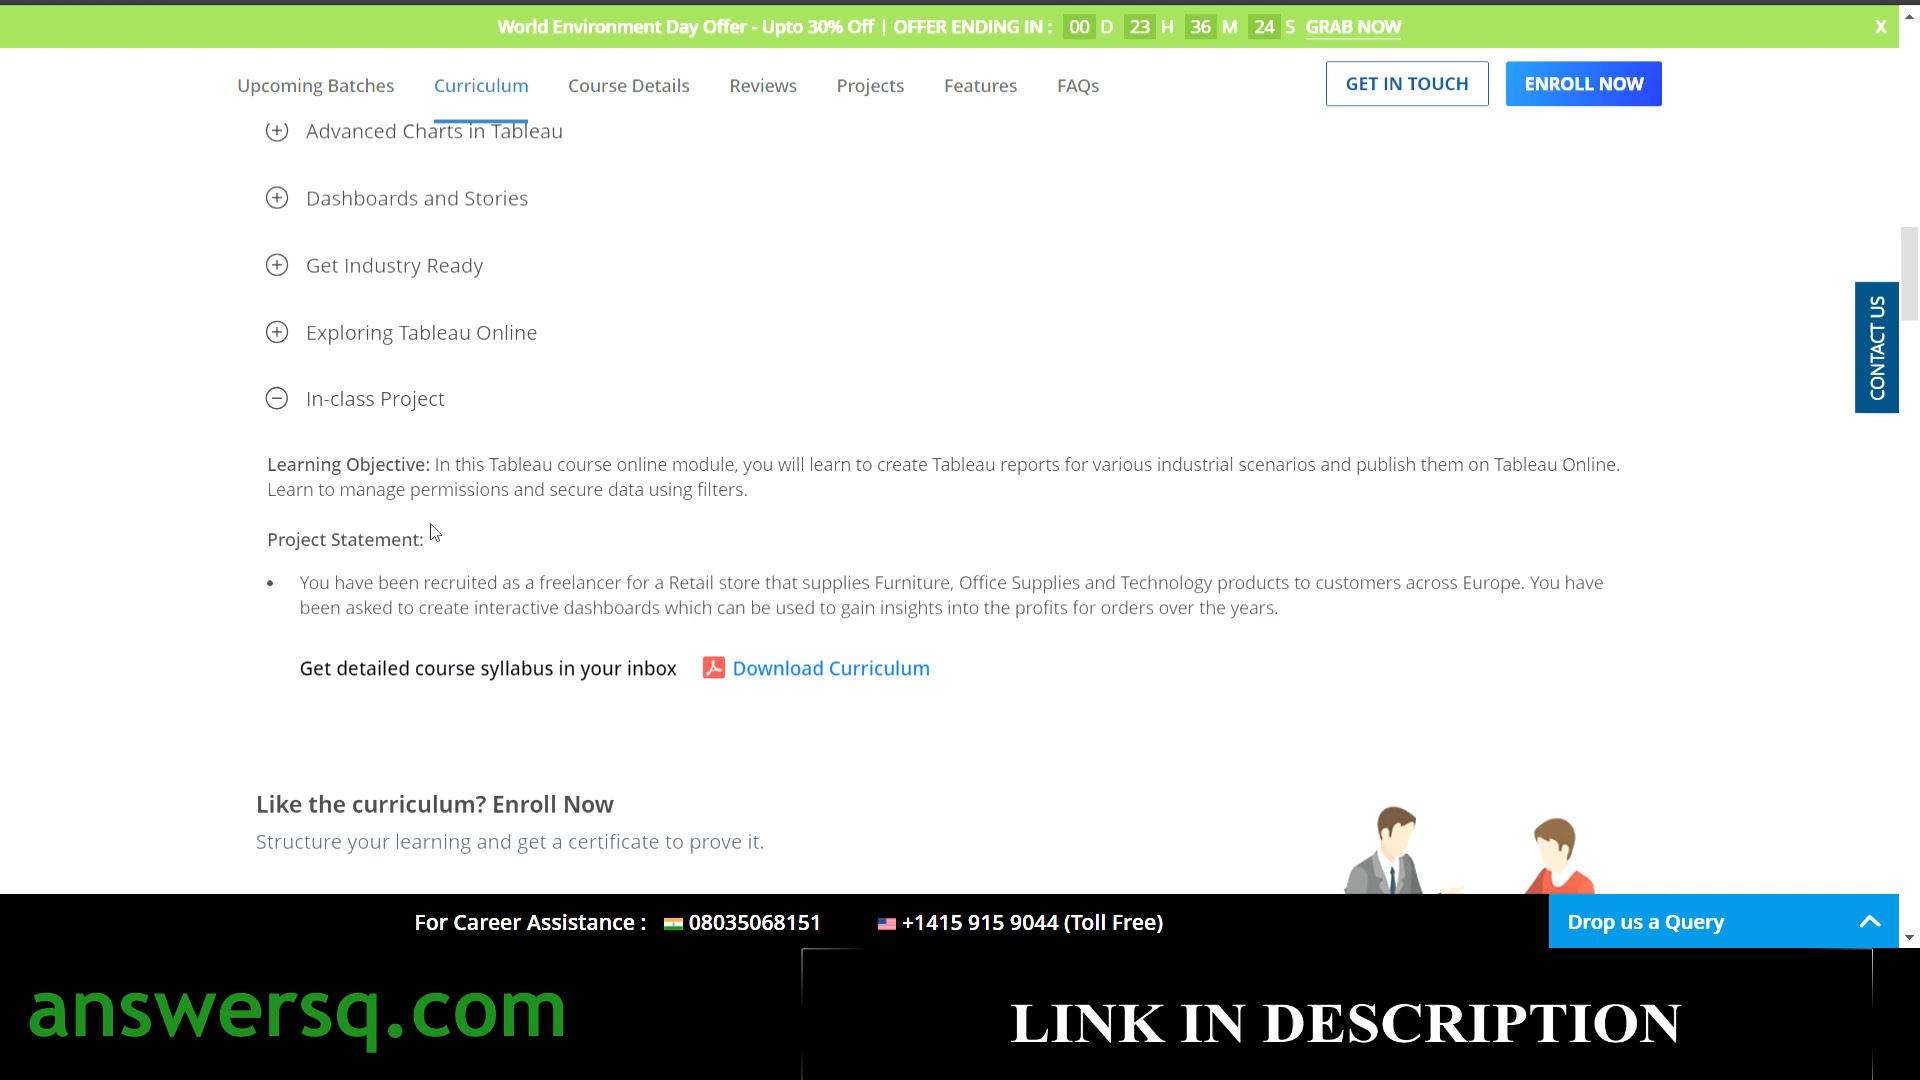 World Environment Day Offer - Upto 30% Off | OFFER ENDING IN : 00 D 23 H 36 M 24 S GRAB NOW X
Upcoming Batches Curriculum Course Details Reviews Projects Features FAQs GET IN TOUCH ENROLL NOW
Advanced Charts in Tableau
Dashboards and Stories
Get Industry Ready
Exploring Tableau Online
CONTACT US
In-class Project
Learning Objective: In this Tableau course online module, you will learn to create Tableau reports for various industrial scenarios and publish them on Tableau Online.
Learn to manage permissions and secure data using filters.
Project Statement:
• You have been recruited as a freelancer for a Retail store that supplies Furniture, Office Supplies and Technology products to customers across Europe. You have
been asked to create interactive dashboards which can be used to gain insights into the profits for orders over the years.
Get detailed course syllabus in your inbox Download Curriculum
Like the curriculum? Enroll Now
Structure your learning and get a certificate to prove it.
For Career Assistance : 08035068151 +1415 915 9044 (Toll Free) Drop us a Query
answersq.com
LINK IN DESCRIPTION